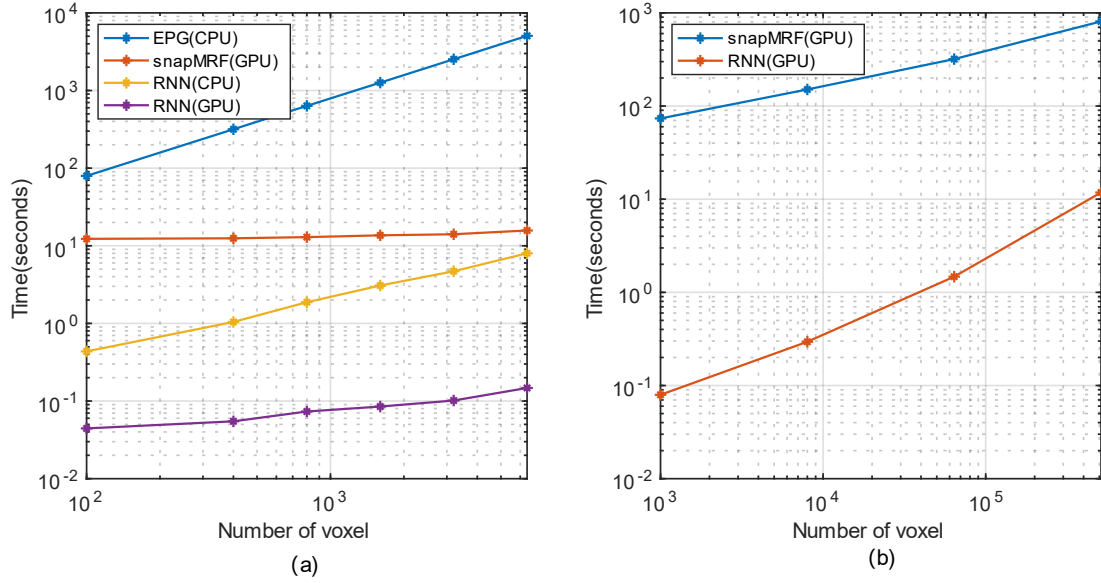 EPG(CPU)
snapMRF(GPU)
RNN(CPU)
RNN(GPU)
10^4
10^3
10^2
10^1
10^0
10^-1
10^-2
Time(seconds)
10^2
10^3
Number of voxel
(a)
snapMRF(GPU)
RNN(GPU)
10^3
10^2
10^1
10^0
10^-1
10^-2
Time(seconds)
10^3
10^4
10^5
Number of voxel
(b)